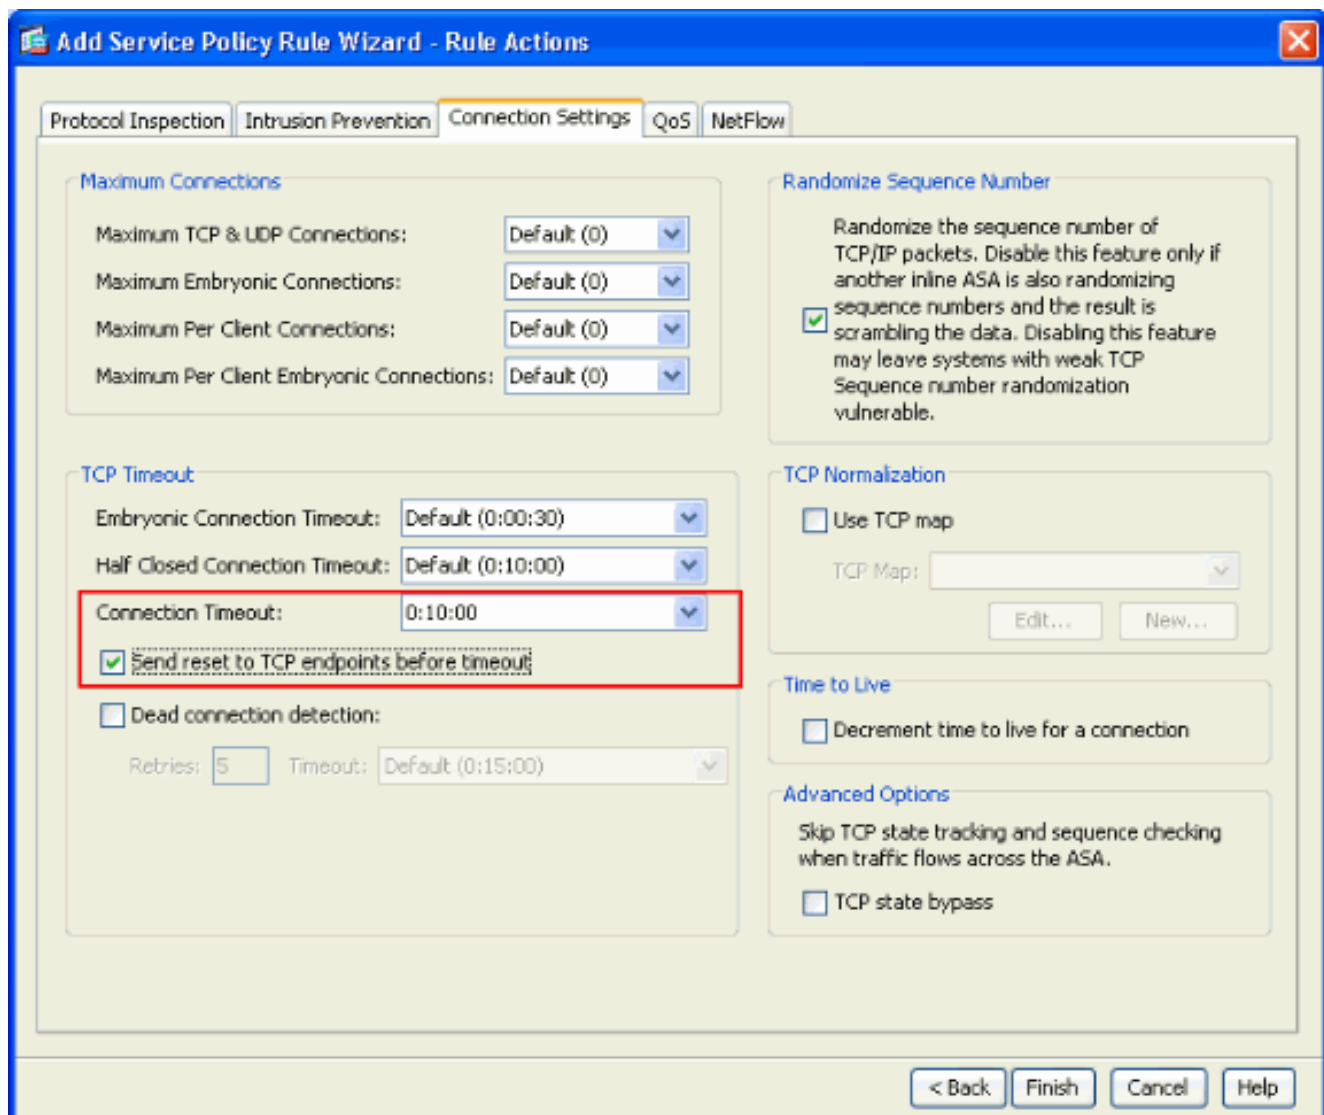 Add Service Policy Rule Wizard - Rule Actions
Protocol Inspection
Intrusion Prevention
Connection Settings
QoS
NetFlow
Maximum Connections
Maximum TCP & UDP Connections:
Default (0)
Maximum Embryonic Connections:
Default (0)
Maximum Per Client Connections:
Default (0)
Maximum Per Client Embryonic Connections:
Default (0)
Randomize Sequence Number
Randomize the sequence number of
TCP/IP packets. Disable this feature only if
another inline ASA is also randomizing
sequence numbers and the result is
scrambling the data. Disabling this feature
may leave systems with weak TCP
Sequence number randomization
vulnerable.
TCP Timeout
Embryonic Connection Timeout:
Default (0:00:30)
Half Closed Connection Timeout:
Default (0:10:00)
Connection Timeout:
0:10:00
Send reset to TCP endpoints before timeout
Dead connection detection:
Retries:
5
Timeout:
Default (0:15:00)
TCP Normalization
Use TCP map
TCP Map:
Edit...
New...
Time to Live
Decrement time to live for a connection
Advanced Options
Skip TCP state tracking and sequence checking
when traffic flows across the ASA.
TCP state bypass
< Back
Finish
Cancel
Help